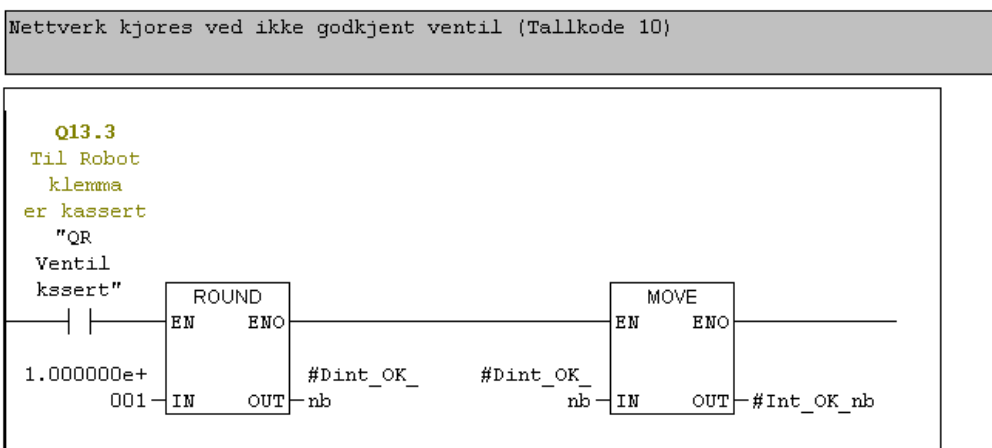 Nettverk kjores ved ikke godkjent ventil (Tallkode 10)
Q13.3
Til Robot
klemma
er kassert
"QR
Ventil
kssert"
ROUND
EN ENO
1.000000e+
001 IN OUT
#Dint_OK_
nb
MOVE
EN ENO
#Dint_OK_
nb IN OUT #Int_OK_nb